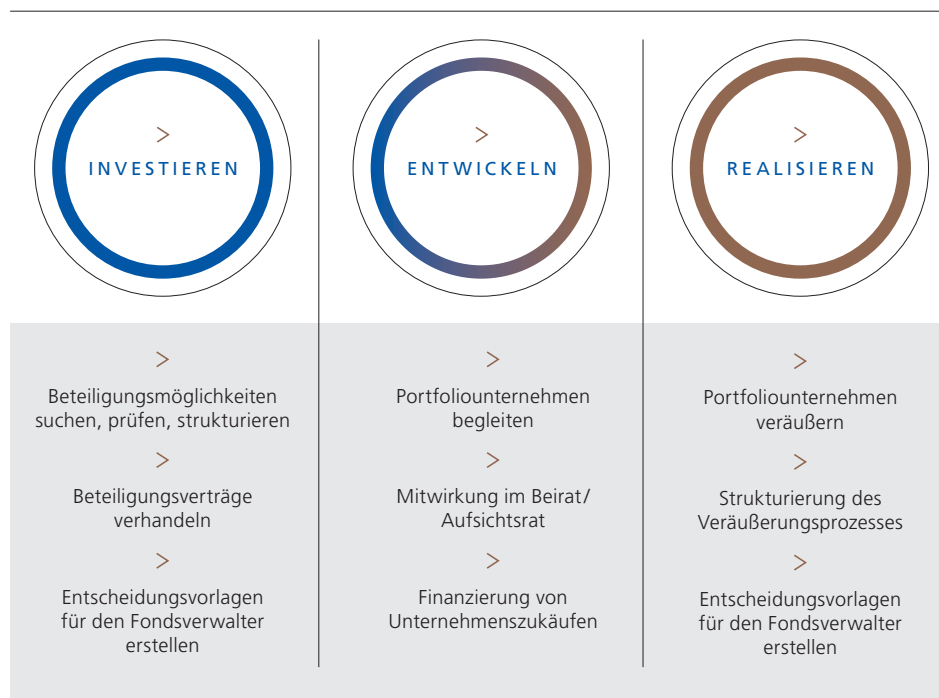 >
INVESTIEREN
>
Beteiligungsmöglichkeiten
suchen, prüfen, strukturieren
>
Beteiligungsverträge
verhandeln
>
Entscheidungsvorlagen
für den Fondsverwalter
erstellen
>
ENTWICKELN
>
Portfoliounternehmen
begleiten
>
Mitwirkung im Beirat/
Aufsichtsrat
>
Finanzierung von
Unternehmenszukäufen
>
REALISIEREN
>
Portfoliounternehmen
veräußern
>
Strukturierung des
Veräußerungsprozesses
>
Entscheidungsvorlagen
für den Fondsverwalter
erstellen